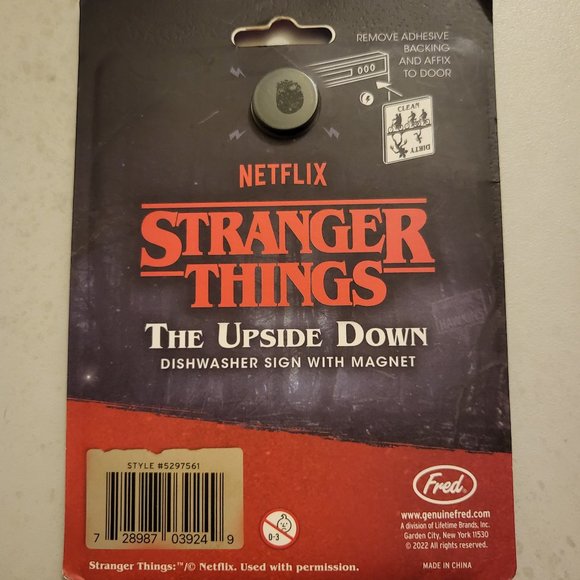 REMOVE ADHESIVE
BACKING
AND AFFIX
TO DOOR
CLEAN
DIRTY
NETFLIX
STRANGER
THINGS
THE UPSIDE DOWN
DISHWASHER SIGN WITH MAGNET
STYLE #5297561
7 28987 03924 9
0-3
Fred
www.genuinefred.com
A division of Lifetime Brands, Inc.
Garden City, New York 11530
© 2022 All rights reserved.
MADE IN CHINA
Stranger Things:™/© Netflix. Used with permission.